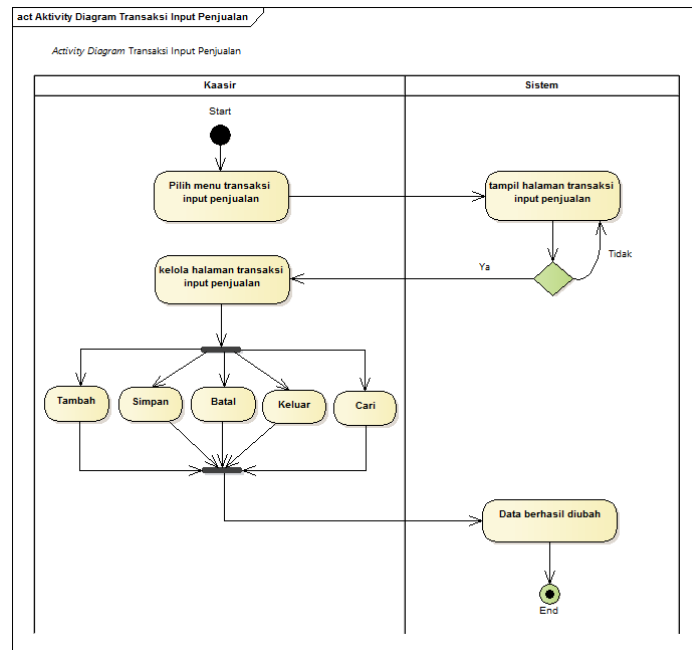 act Aktivity Diagram Transaksi Input Penjualan
Activity Diagram Transaksi Input Penjualan
Kaasir
Sistem
Start
Pilih menu transaksi
input penjualan
tampil halaman transaksi
input penjualan
Tidak
Ya
kelola halaman transaksi
input penjualan
Tambah
Simpan
Batal
Keluar
Cari
Data berhasil diubah
End